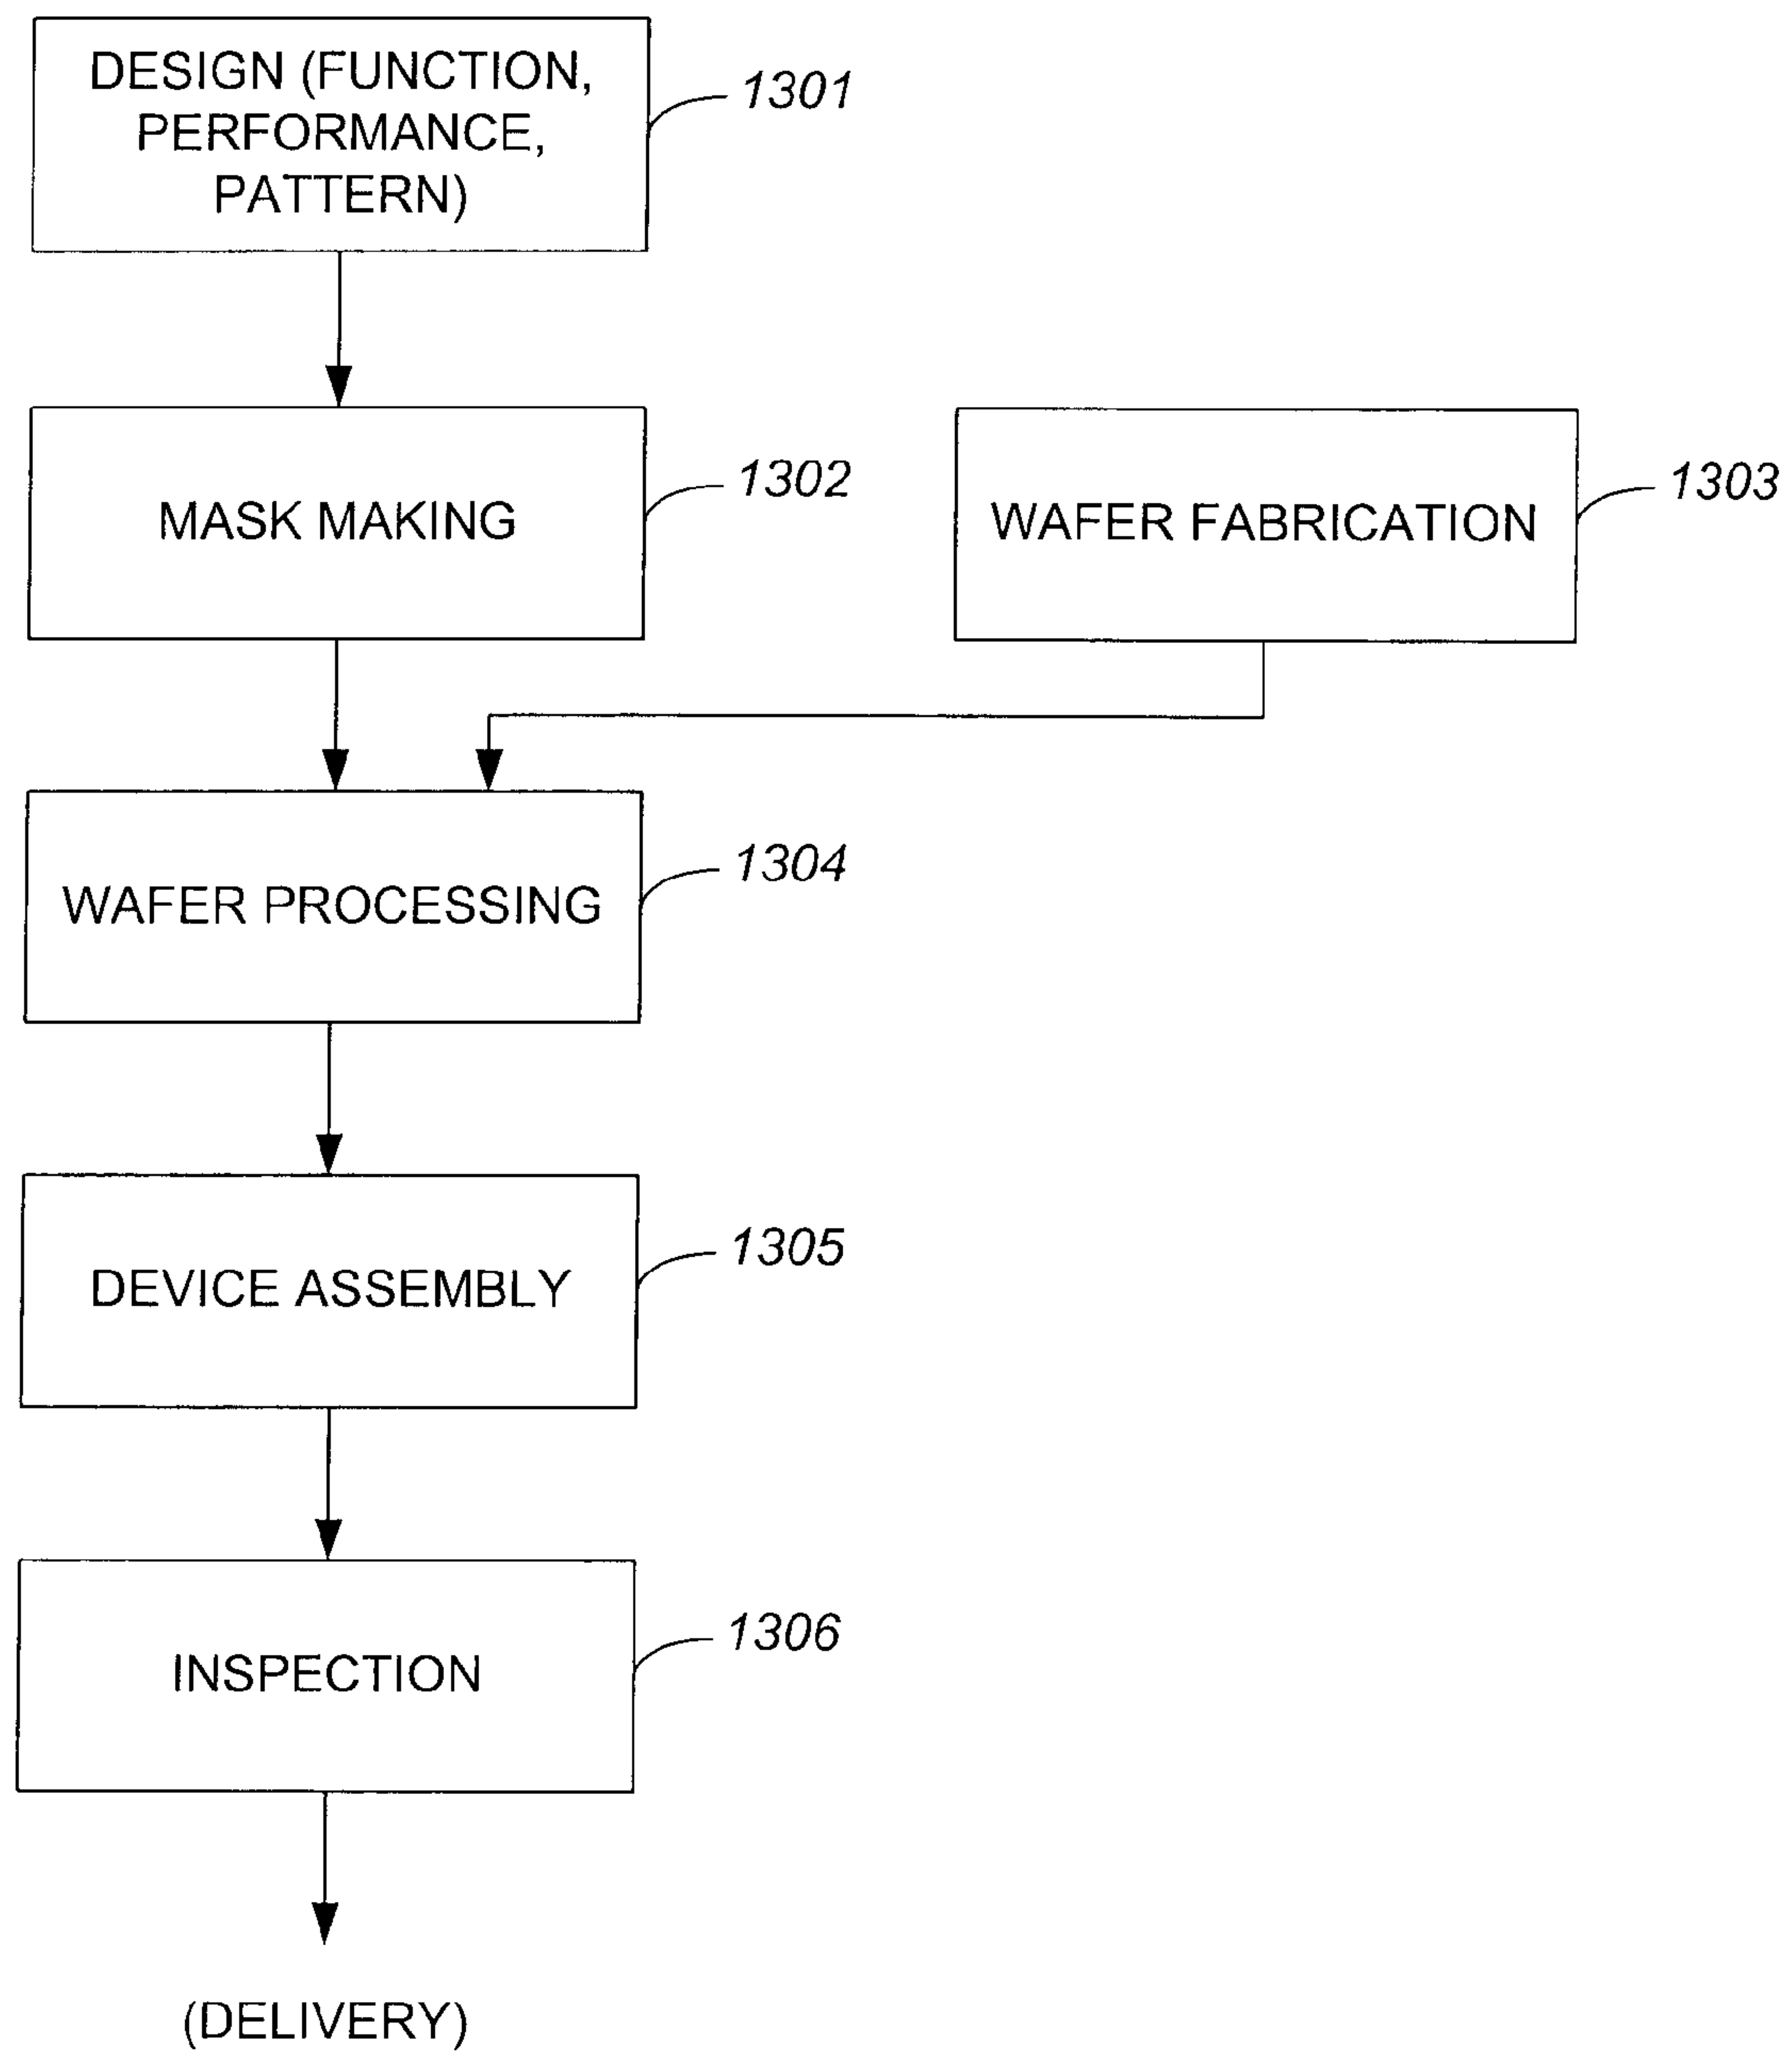 DESIGN (FUNCTION,
PERFORMANCE,
PATTERN)
1301
MASK MAKING
1302
WAFER FABRICATION
1303
WAFER PROCESSING
1304
DEVICE ASSEMBLY
1305
INSPECTION
1306
(DELIVERY)